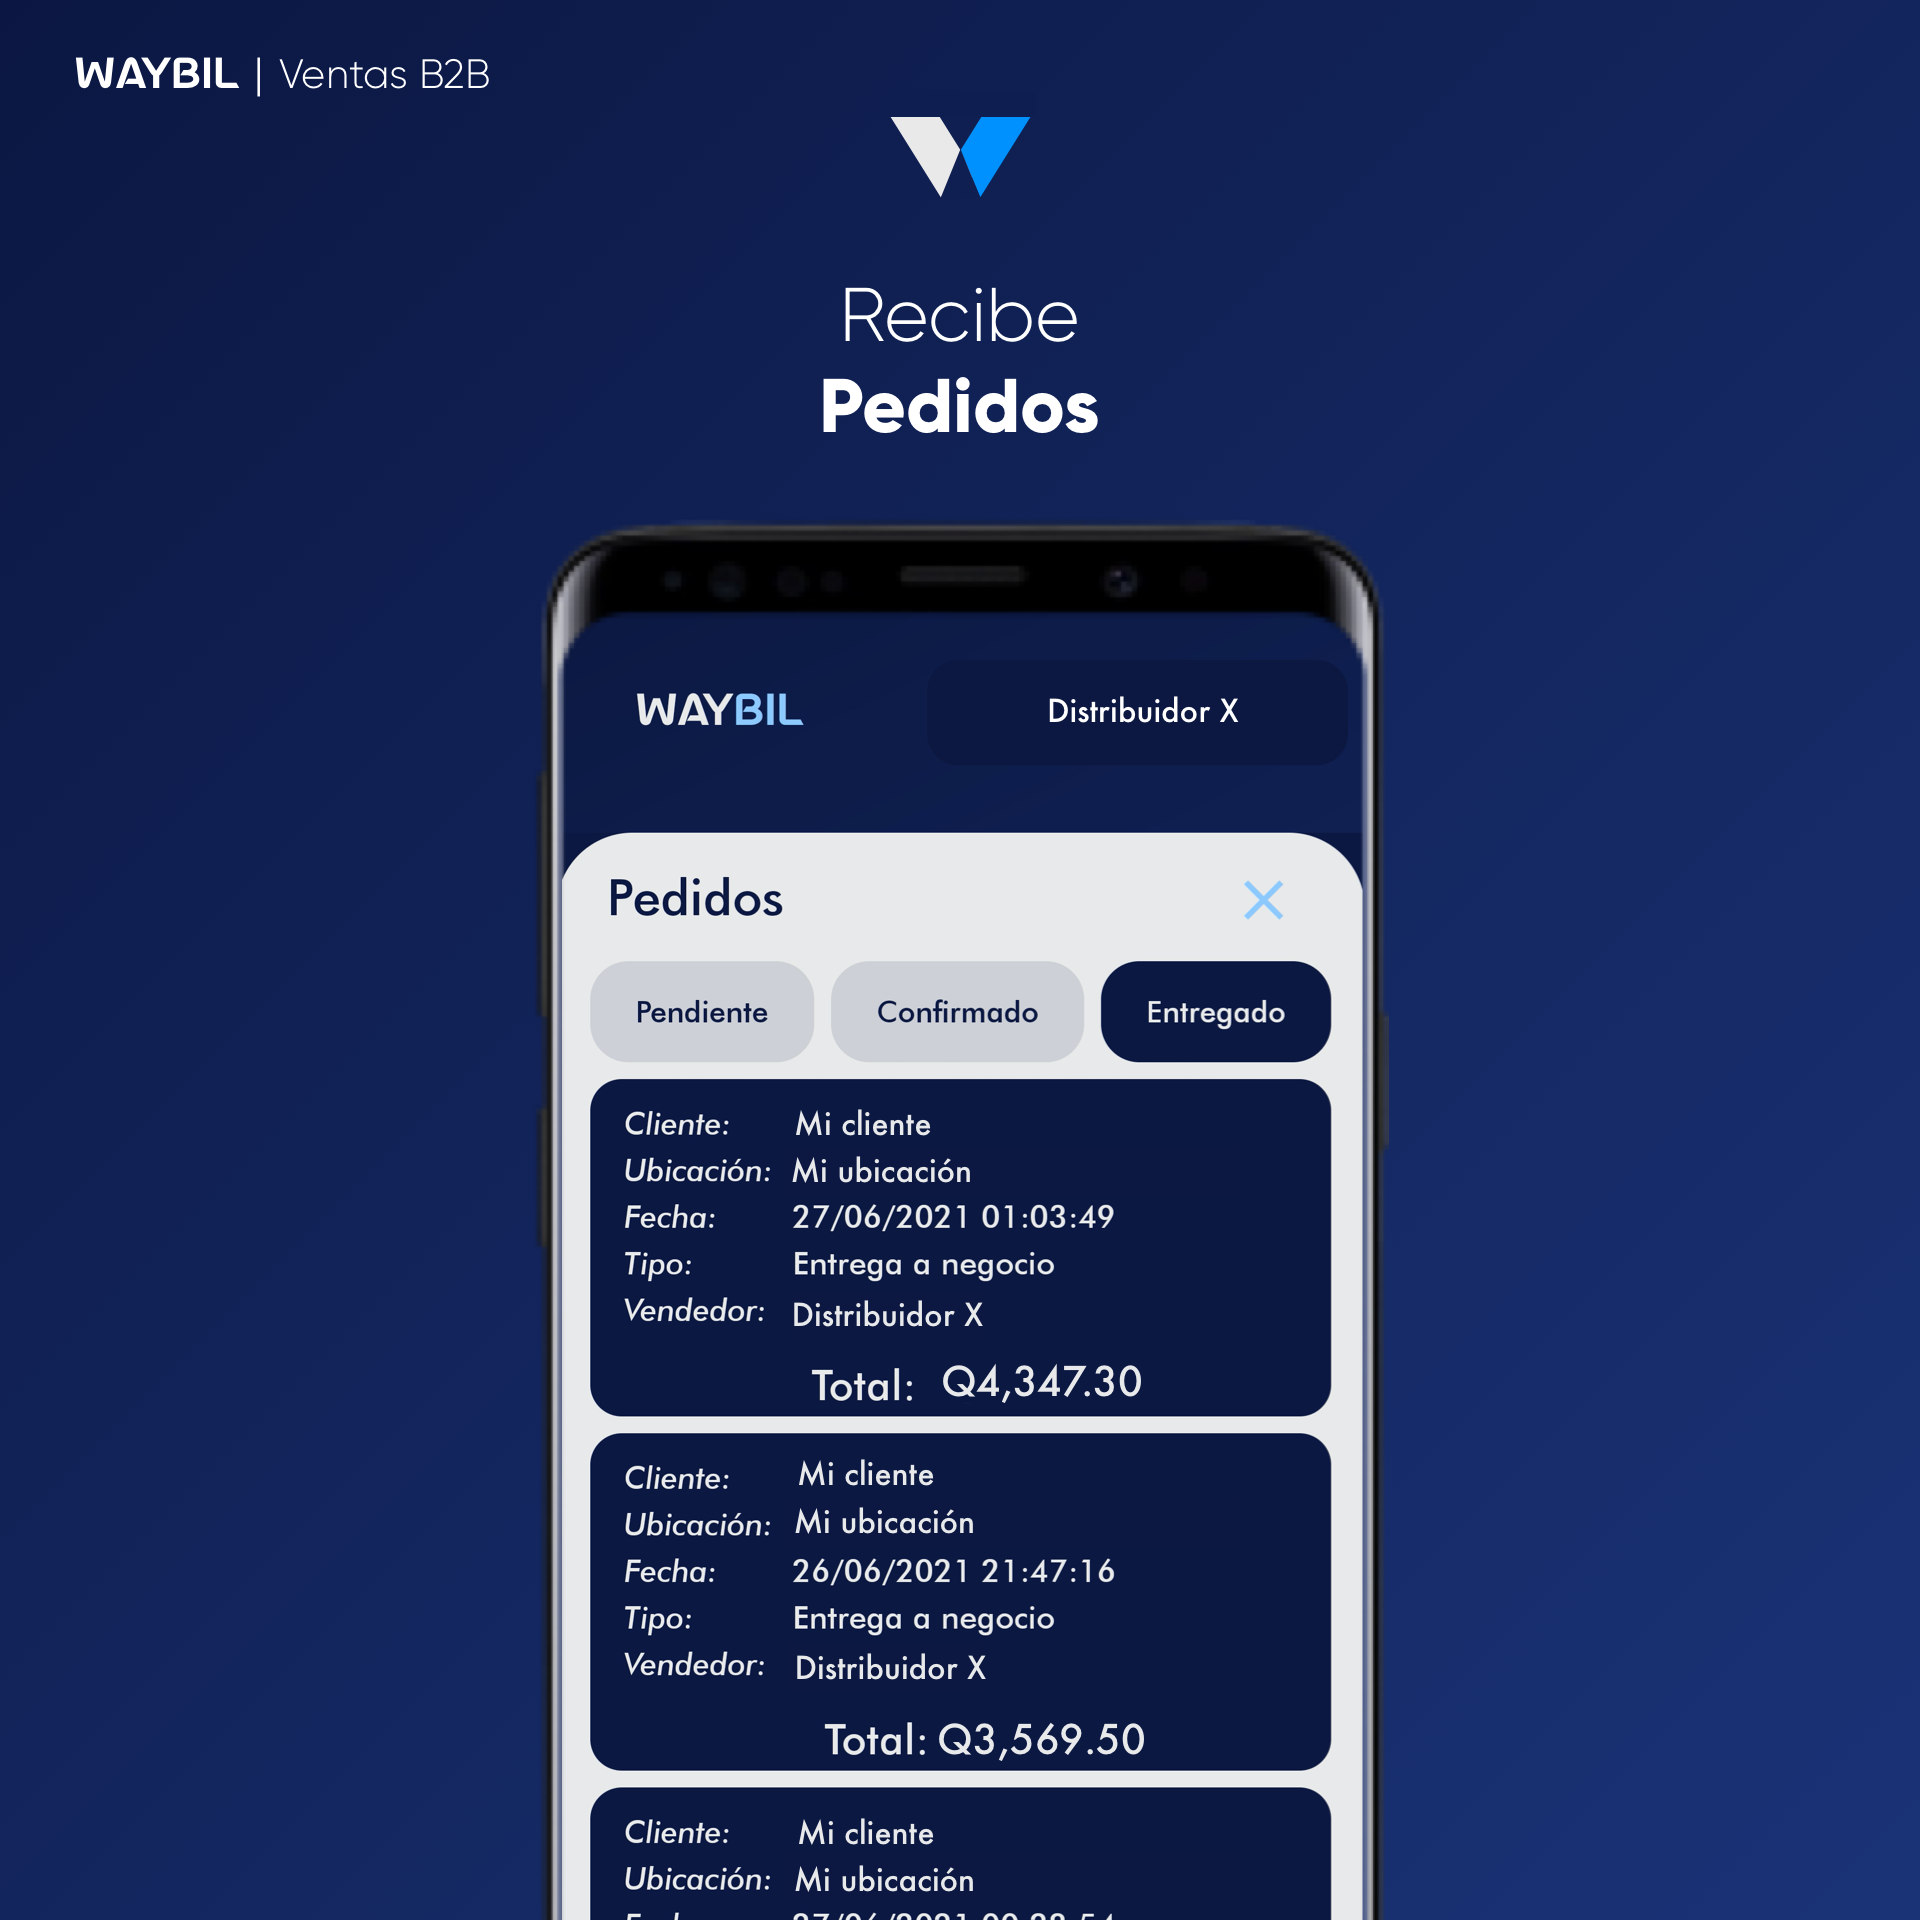 WAYBIL | Ventas B2B
Recibe
Pedidos
WAYBIL
Distribuidor X
Pedidos
Pendiente
Confirmado
Entregado
Cliente: Mi cliente
Ubicación: Mi ubicación
Fecha: 27/06/2021 01:03:49
Tipo: Entrega a negocio
Vendedor: Distribuidor X
Total: Q4,347.30
Cliente: Mi cliente
Ubicación: Mi ubicación
Fecha: 26/06/2021 21:47:16
Tipo: Entrega a negocio
Vendedor: Distribuidor X
Total: Q3,569.50
Cliente: Mi cliente
Ubicación: Mi ubicación